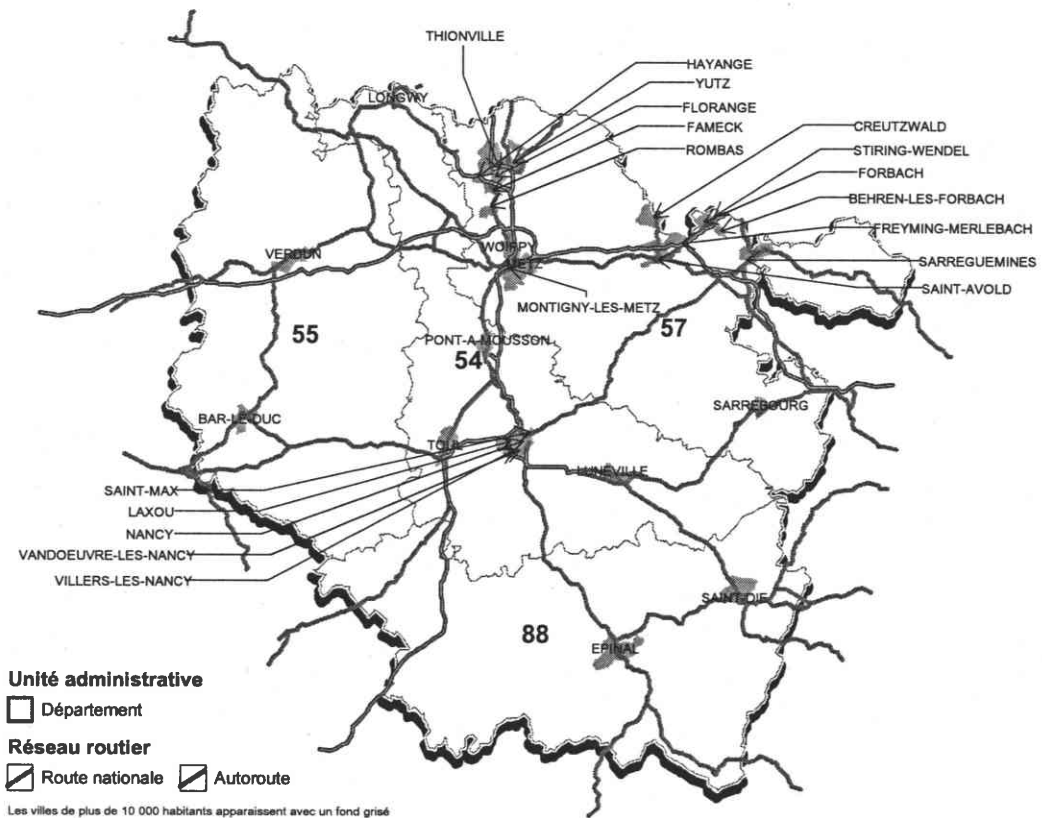 THIONVILLE
HAYANGE
YUTZ
FLORANGE
FAMECK
ROMBAS
CREUTZWALD
STIRING-WENDEL
FORBACH
BEHREN-LES-FORBACH
FREYMING-MERLEBACH
SARREGUEMINES
SAINT-AVOLD
LONGWY
VERDUN
WOIPPY
METZ
MONTIGNY-LES-METZ
55
57
PONT-A-MOUSSON
54
BAR-LE-DUC
TOUL
SARREBOURG
LUNEVILLE
SAINT-MAX
LAXOU
NANCY
VANDOEUVRE-LES-NANCY
VILLERS-LES-NANCY
SAINT-DIE
88
EPINAL
Unité administrative
Département
Réseau routier
Route nationale Autoroute
Les villes de plus de 10 000 habitants apparaissent avec un fond grisé